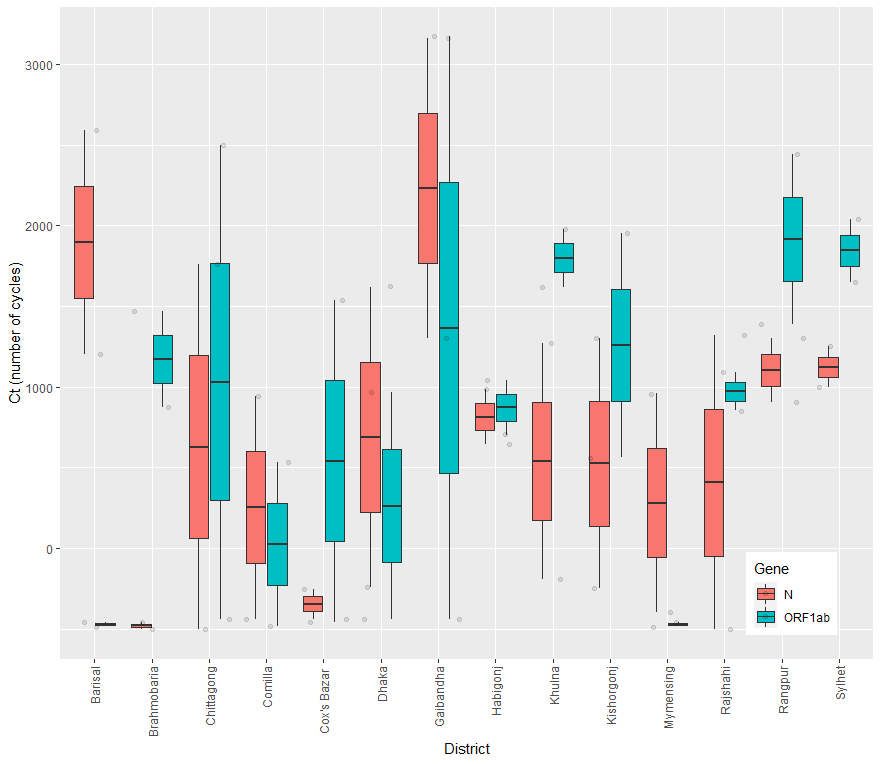 3000
2000
1000
0
Ct (number of cycles)
Barisal
Brahmobaria
Chittagong
Comilla
Cox's Bazar
Dhaka
Gaibandha
Habigonj
Khulna
Kishorgonj
Mymensing
Rajshahi
Rangpur
Sylhet
District
Gene
N
ORF1ab